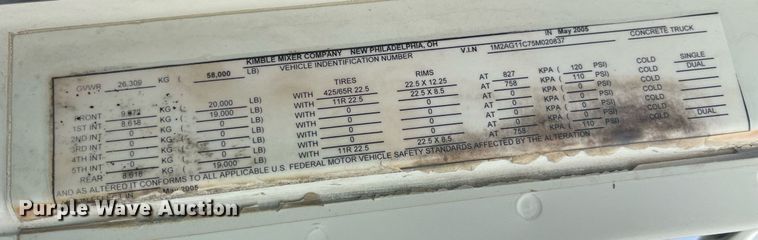 KIMBLE MIXER COMPANY NEW PHILADELPHIA, OH IN May 2005 CONCRETE TRUCK
VEHICLE INDENTIFICATION NUMBER V.I.N 1M2AG11C75M020837
GVWR 26,309 KG ( 58,000 LB)
TIRES RIMS
FRONT KG ( 20,000 LB) WITH 425/65R 22.5 22.5 X 12.25 AT 827 KPA ( 120 PSI) COLD SINGLE
1ST INT 8,618 KG ( 19,000 LB) WITH 11R 22.5 22.5 X 8.5 AT 758 KPA ( 110 PSI) COLD DUAL
2ND INT 0 KG ( 0 LB) WITH 0 0 AT 0 KPA ( 0 PSI) COLD
3RD INT 0 KG ( 0 LB) WITH 0 0 AT 0 KPA ( 0 PSI) COLD
4TH INT 0 KG ( 0 LB) WITH 0 0 AT 0 KPA ( 0 PSI) COLD
5TH INT 0 KG ( 0 LB) WITH 0 0 AT 0 KPA ( 0 PSI) COLD
REAR 8,618 KG ( 19,000 LB) WITH 11R 22.5 22.5 X 8.5 AT 758 KPA ( 110 PSI) COLD DUAL
AND AS ALTERED IT CONFORMS TO ALL APPLICABLE U.S. FEDERAL MOTOR VEHICLE SAFETY STANDARDS AFFECTED BY THE ALTERATION
IN May 2005
Purple Wave Auction